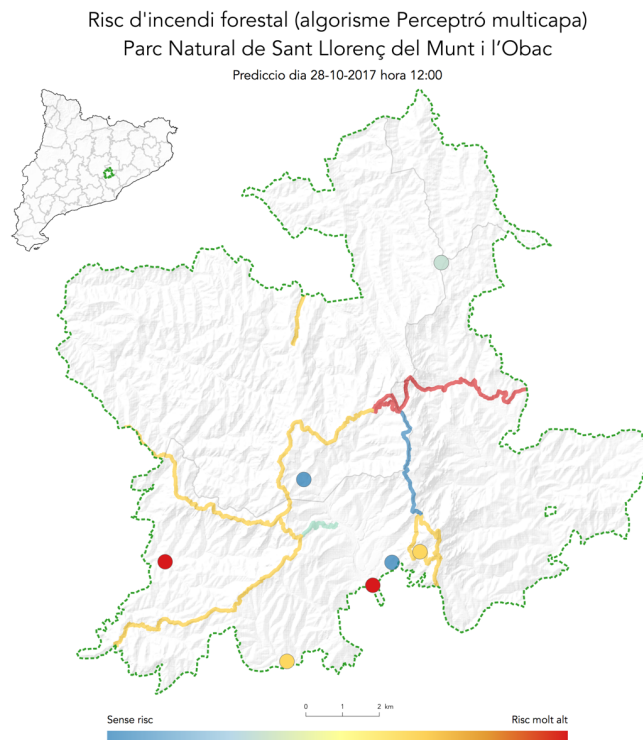 Risc d'incendi forestal (algorisme Perceptró multicapa)
Parc Natural de Sant Llorenç del Munt i l’Obac
Prediccio dia 28-10-2017 hora 12:00
0 1 2 km
Sense risc Risc molt alt